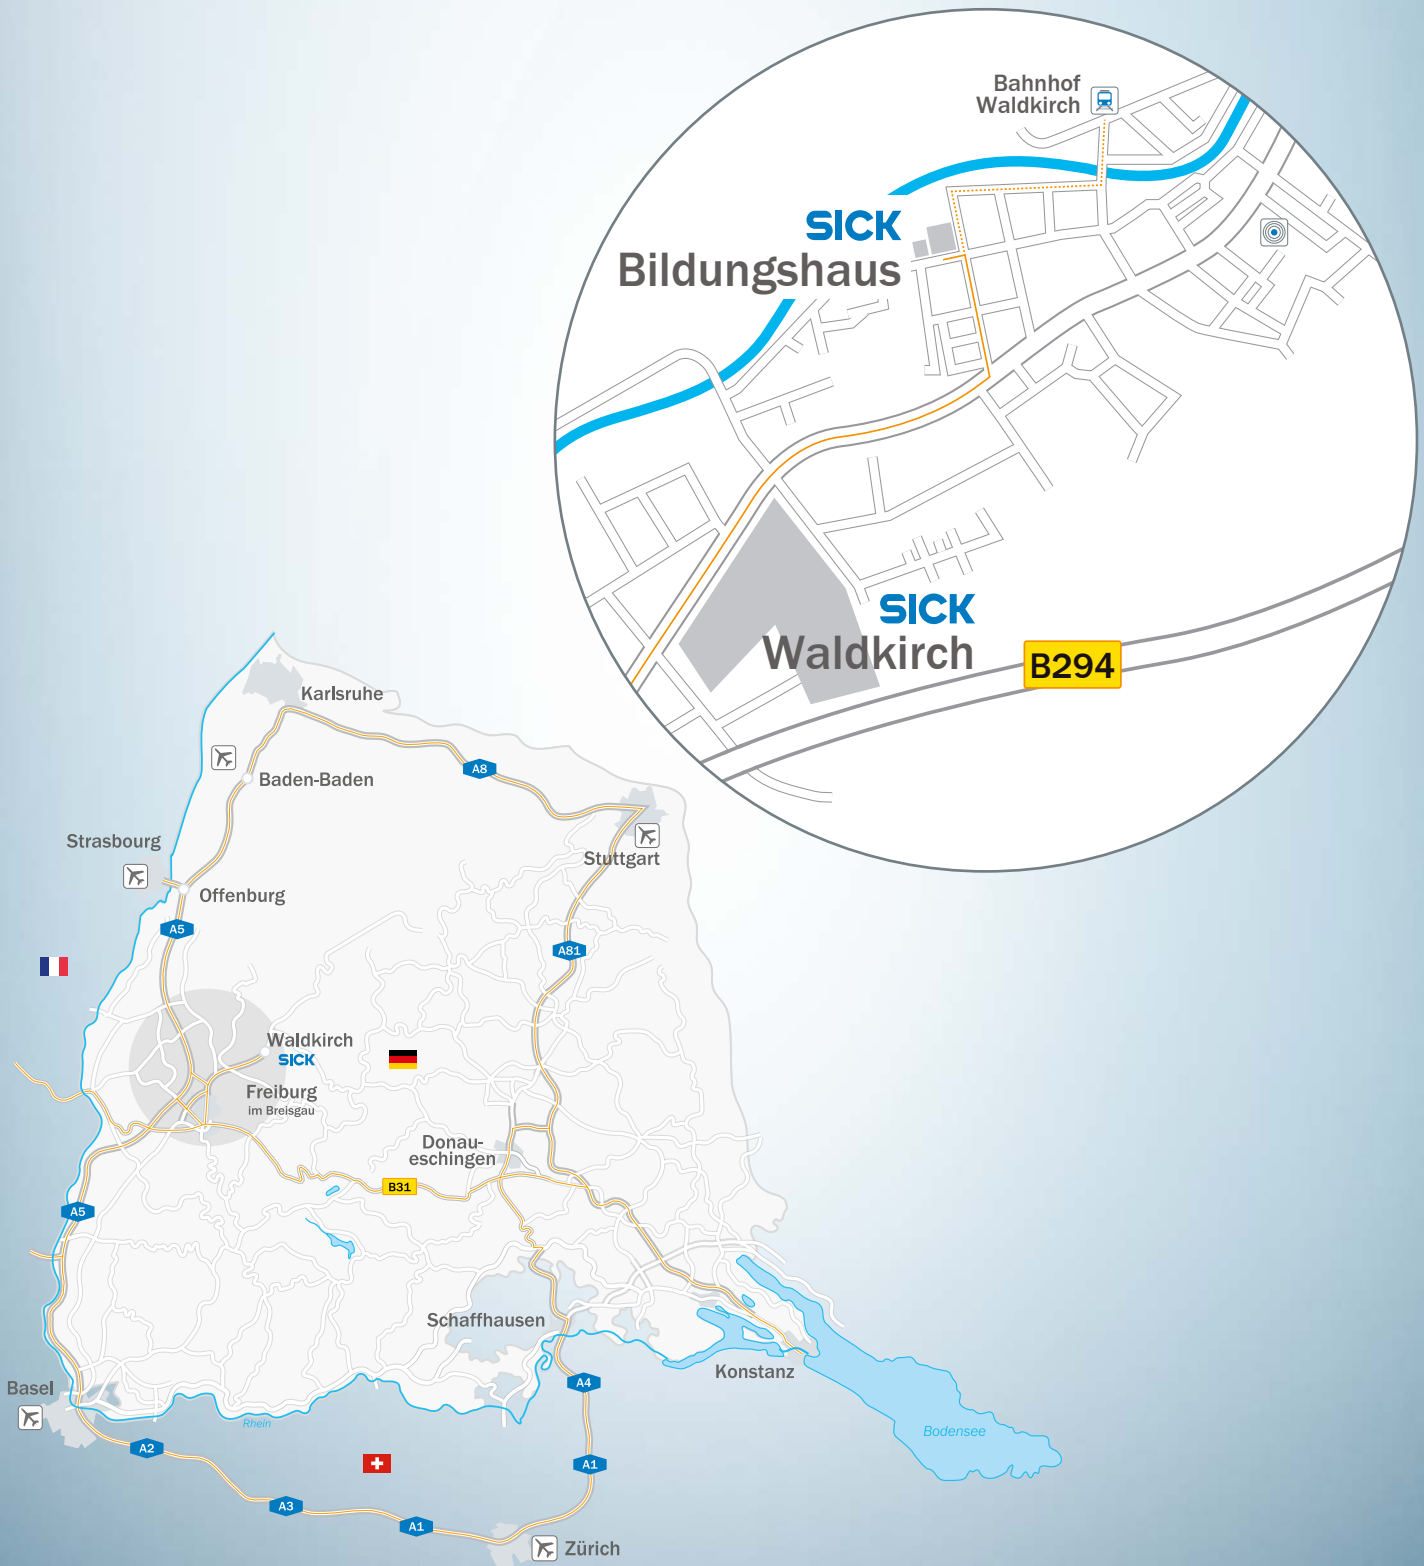 Bahnhof
Waldkirch
SICK
Bildungshaus
SICK
Waldkirch
B294
Karlsruhe
A8
Baden-Baden
Strasbourg
Stuttgart
Offenburg
A5
A81
Waldkirch
SICK
Freiburg
im Breisgau
Donau-
eschingen
B31
A5
Schaffhausen
Konstanz
Basel
A4
Rhein
Bodensee
A2
A1
A3
A1
Zürich